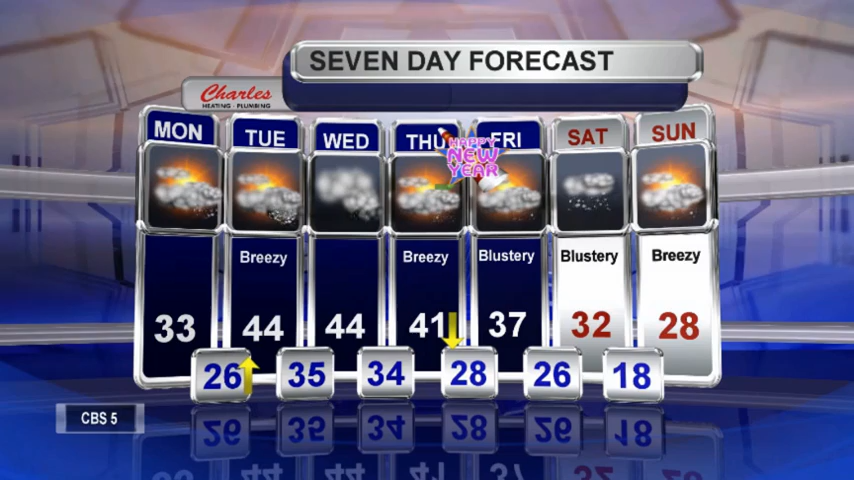 SEVEN DAY FORECAST
Charles
HEATING · PLUMBING
MON TUE WED THU FRI SAT SUN
HAPPY
NEW
YEAR
Breezy Breezy Blustery Blustery Breezy
33 44 44 41 37 32 28
26 35 34 28 26 18
CBS 5